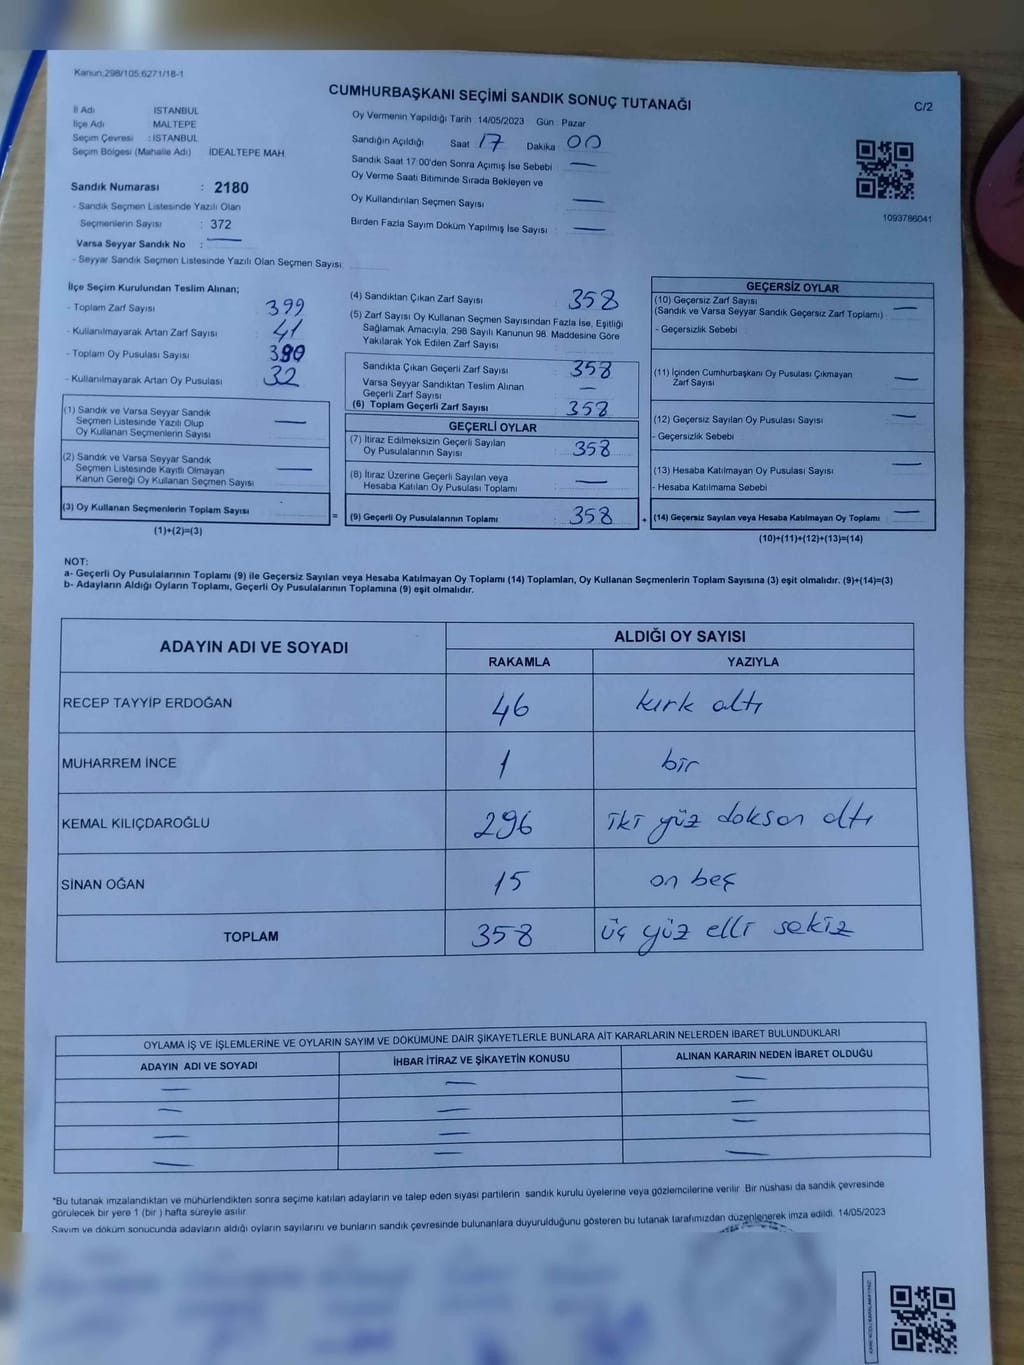 Kanun:298/105.6271/18-1
CUMHURBAŞKANI SEÇİMİ SANDIK SONUÇ TUTANAĞI
C/2
İl Adı İSTANBUL
İlçe Adı MALTEPE
Seçim Çevresi : İSTANBUL
Seçim Bölgesi (Mahalle Adı) İDEALTEPE MAH.
Sandık Numarası : 2180
- Sandık Seçmen Listesinde Yazılı Olan
Seçmenlerin Sayısı : 372
Varsa Seyyar Sandık No : —
- Seyyar Sandık Seçmen Listesinde Yazılı Olan Seçmen Sayısı:
Oy Vermenin Yapıldığı Tarih 14/05/2023 Gün : Pazar
Sandığın Açıldığı Saat 17 Dakika 00
Sandık Saat 17:00'den Sonra Açımış İse Sebebi —
Oy Verme Saati Bitiminde Sırada Bekleyen ve
Oy Kullandırılan Seçmen Sayısı —
Birden Fazla Sayım Döküm Yapılmış İse Sayısı —
1093786041
İlçe Seçim Kurulundan Teslim Alınan;
- Toplam Zarf Sayısı 399
- Kullanılmayarak Artan Zarf Sayısı 41
- Toplam Oy Pusulası Sayısı 390
- Kullanılmayarak Artan Oy Pusulası 32
(1) Sandık ve Varsa Seyyar Sandık
Seçmen Listesinde Yazılı Olup
Oy Kullanan Seçmenlerin Sayısı —
(2) Sandık ve Varsa Seyyar Sandık
Seçmen Listesinde Kayıtlı Olmayan
Kanun Gereği Oy Kullanan Seçmen Sayısı —
(3) Oy Kullanan Seçmenlerin Toplam Sayısı
(1)+(2)=(3)
=
(4) Sandıktan Çıkan Zarf Sayısı 358
(5) Zarf Sayısı Oy Kullanan Seçmen Sayısından Fazla İse, Eşitliği
Sağlamak Amacıyla, 298 Sayılı Kanunun 98. Maddesine Göre
Yakılarak Yok Edilen Zarf Sayısı
Sandıkta Çıkan Geçerli Zarf Sayısı 358
Varsa Seyyar Sandıktan Teslim Alınan
Geçerli Zarf Sayısı —
(6) Toplam Geçerli Zarf Sayısı 358
GEÇERLİ OYLAR
(7) İtiraz Edilmeksizin Geçerli Sayılan
Oy Pusulalarının Sayısı 358
(8) İtiraz Üzerine Geçerli Sayılan veya
Hesaba Katılan Oy Pusulası Toplamı —
(9) Geçerli Oy Pusulalarının Toplamı 358
+
GEÇERSİZ OYLAR
(10) Geçersiz Zarf Sayısı
(Sandık ve Varsa Seyyar Sandık Geçersiz Zarf Toplamı) —
- Geçersizlik Sebebi
(11) İçinden Cumhurbaşkanı Oy Pusulası Çıkmayan
Zarf Sayısı —
(12) Geçersiz Sayılan Oy Pusulası Sayısı —
- Geçersizlik Sebebi
(13) Hesaba Katılmayan Oy Pusulası Sayısı —
- Hesaba Katılmama Sebebi
(14) Geçersiz Sayılan veya Hesaba Katılmayan Oy Toplamı —
(10)+(11)+(12)+(13)=(14)
NOT:
a- Geçerli Oy Pusulalarının Toplamı (9) ile Geçersiz Sayılan veya Hesaba Katılmayan Oy Toplamı (14) Toplamları, Oy Kullanan Seçmenlerin Toplam Sayısına (3) eşit olmalıdır. (9)+(14)=(3)
b- Adayların Aldığı Oyların Toplamı, Geçerli Oy Pusulalarının Toplamına (9) eşit olmalıdır.
ADAYIN ADI VE SOYADI ALDIĞI OY SAYISI
RAKAMLA YAZIYLA
RECEP TAYYİP ERDOĞAN 46 kırk altı
MUHARREM İNCE 1 bir
KEMAL KILIÇDAROĞLU 296 iki yüz doksan altı
SİNAN OĞAN 15 on beş
TOPLAM 358 üç yüz elli sekiz
OYLAMA İŞ VE İŞLEMLERİNE VE OYLARIN SAYIM VE DÖKÜMÜNE DAİR ŞİKAYETLERLE BUNLARA AİT KARARLARIN NELERDEN İBARET BULUNDUKLARI
ADAYIN ADI VE SOYADI İHBAR İTİRAZ VE ŞİKAYETİN KONUSU ALINAN KARARIN NEDEN İBARET OLDUĞU
— — —
— — —
— — —
— — —
*Bu tutanak imzalandıktan ve mühürlendikten sonra seçime katılan adayların ve talep eden siyasi partilerin sandık kurulu üyelerine veya gözlemcilerine verilir. Bir nüshası da sandık çevresinde
görülecek bir yere 1 (bir ) hafta süreyle asılır.
Sayım ve döküm sonucunda adayların aldığı oyların sayılarını ve bunların sandık çevresinde bulunanlara duyurulduğunu gösteren bu tutanak tarafımızdan düzenlenerek imza edildi. 14/05/2023